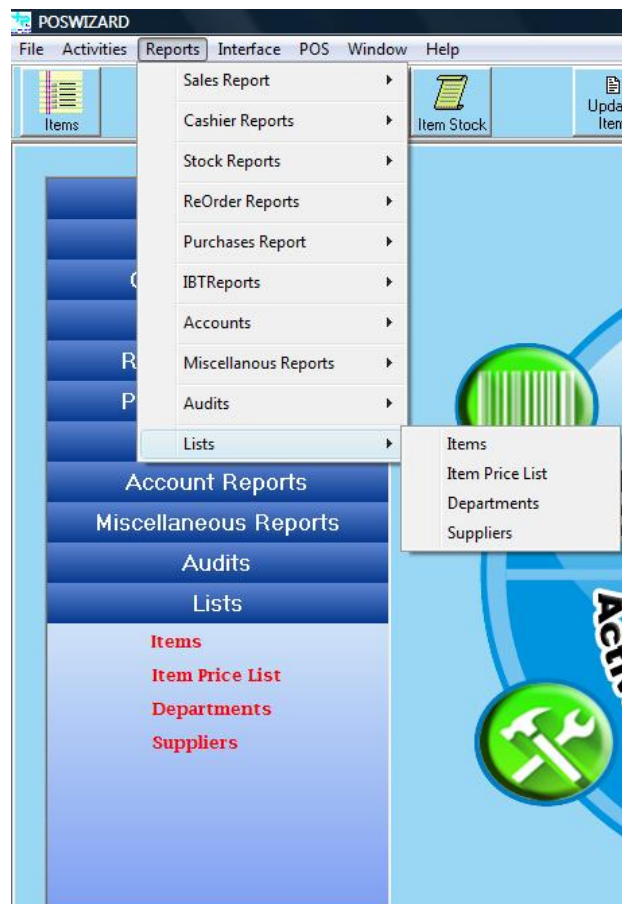 POSWIZARD
File Activities Reports Interface POS Window Help
Items
Item Stock
Sales Report
Cashier Reports
Stock Reports
ReOrder Reports
Purchases Report
IBTReports
Accounts
Miscellanous Reports
Audits
Lists
Items
Item Price List
Departments
Suppliers
Account Reports
Miscellaneous Reports
Audits
Lists
Items
Item Price List
Departments
Suppliers